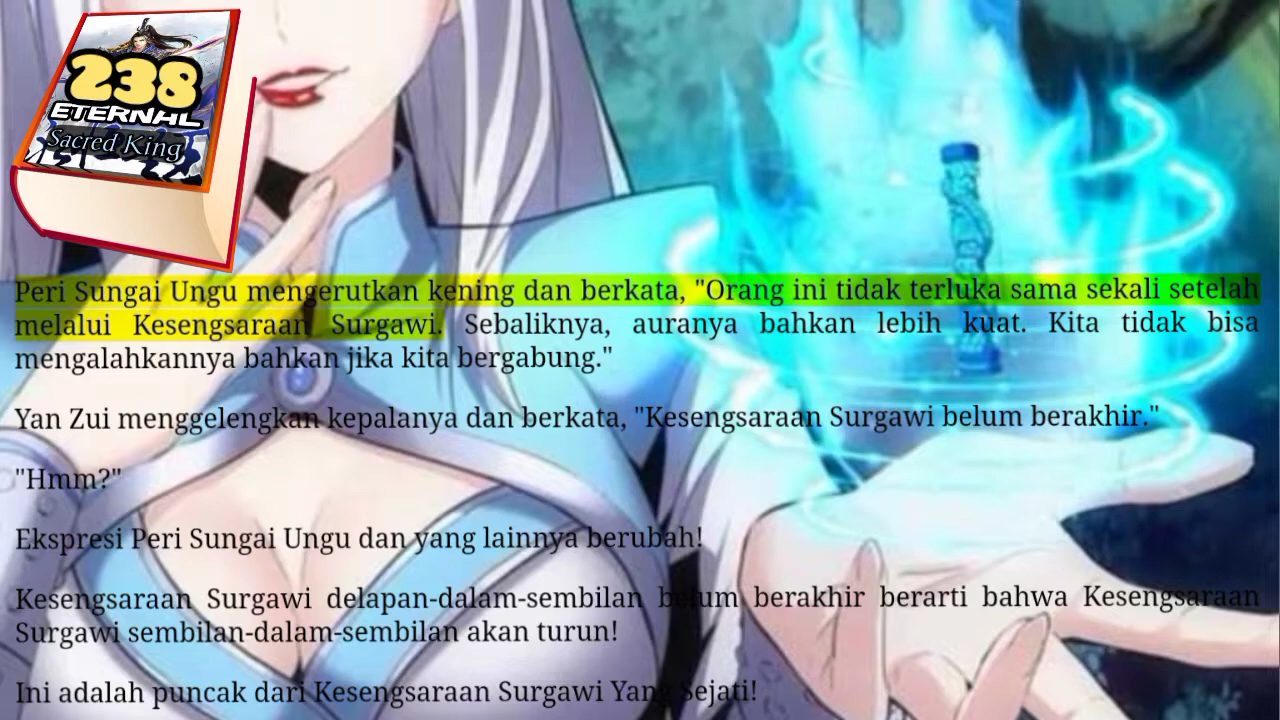 238
ETERNAL
Sacred King
Peri Sungai Ungu mengerutkan kening dan berkata, "Orang ini tidak terluka sama sekali setelah
melalui Kesengsaraan Surgawi. Sebaliknya, auranya bahkan lebih kuat. Kita tidak bisa
mengalahkannya bahkan jika kita bergabung."
Yan Zui menggelengkan kepalanya dan berkata, "Kesengsaraan Surgawi belum berakhir."
"Hmm?"
Ekspresi Peri Sungai Ungu dan yang lainnya berubah!
Kesengsaraan Surgawi delapan-dalam-sembilan belum berakhir berarti bahwa Kesengsaraan
Surgawi sembilan-dalam-sembilan akan turun!
Ini adalah puncak dari Kesengsaraan Surgawi Yang Sejati!